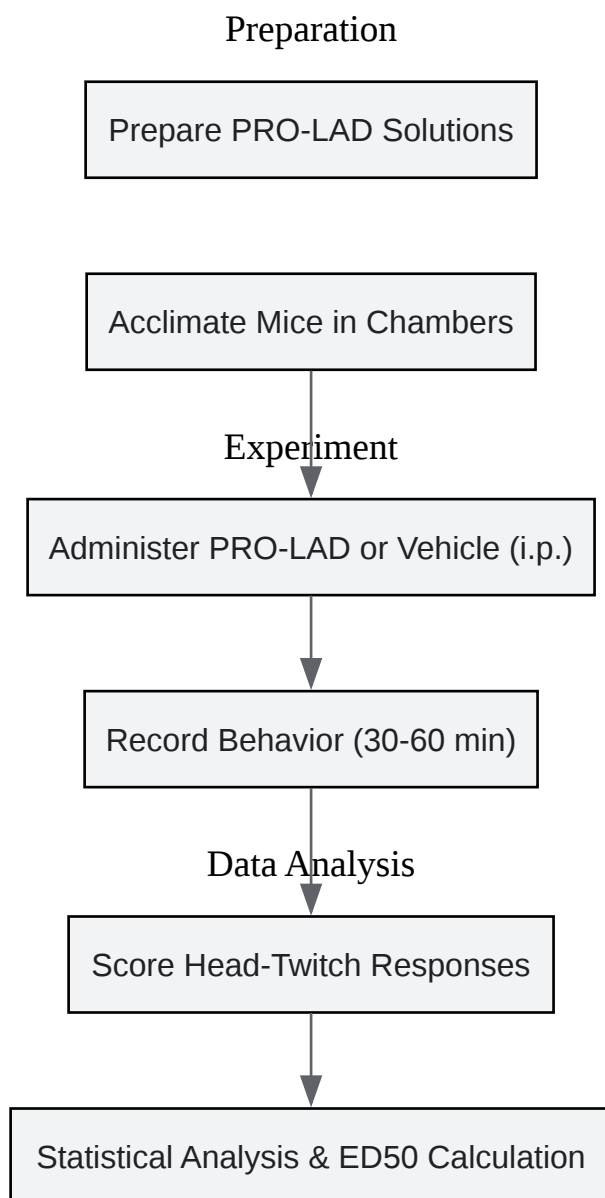 Preparation
Prepare PRO-LAD Solutions
Acclimate Mice in Chambers
Experiment
Administer PRO-LAD or Vehicle (i.p.)
Record Behavior (30-60 min)
Data Analysis
Score Head-Twitch Responses
Statistical Analysis & ED50 Calculation